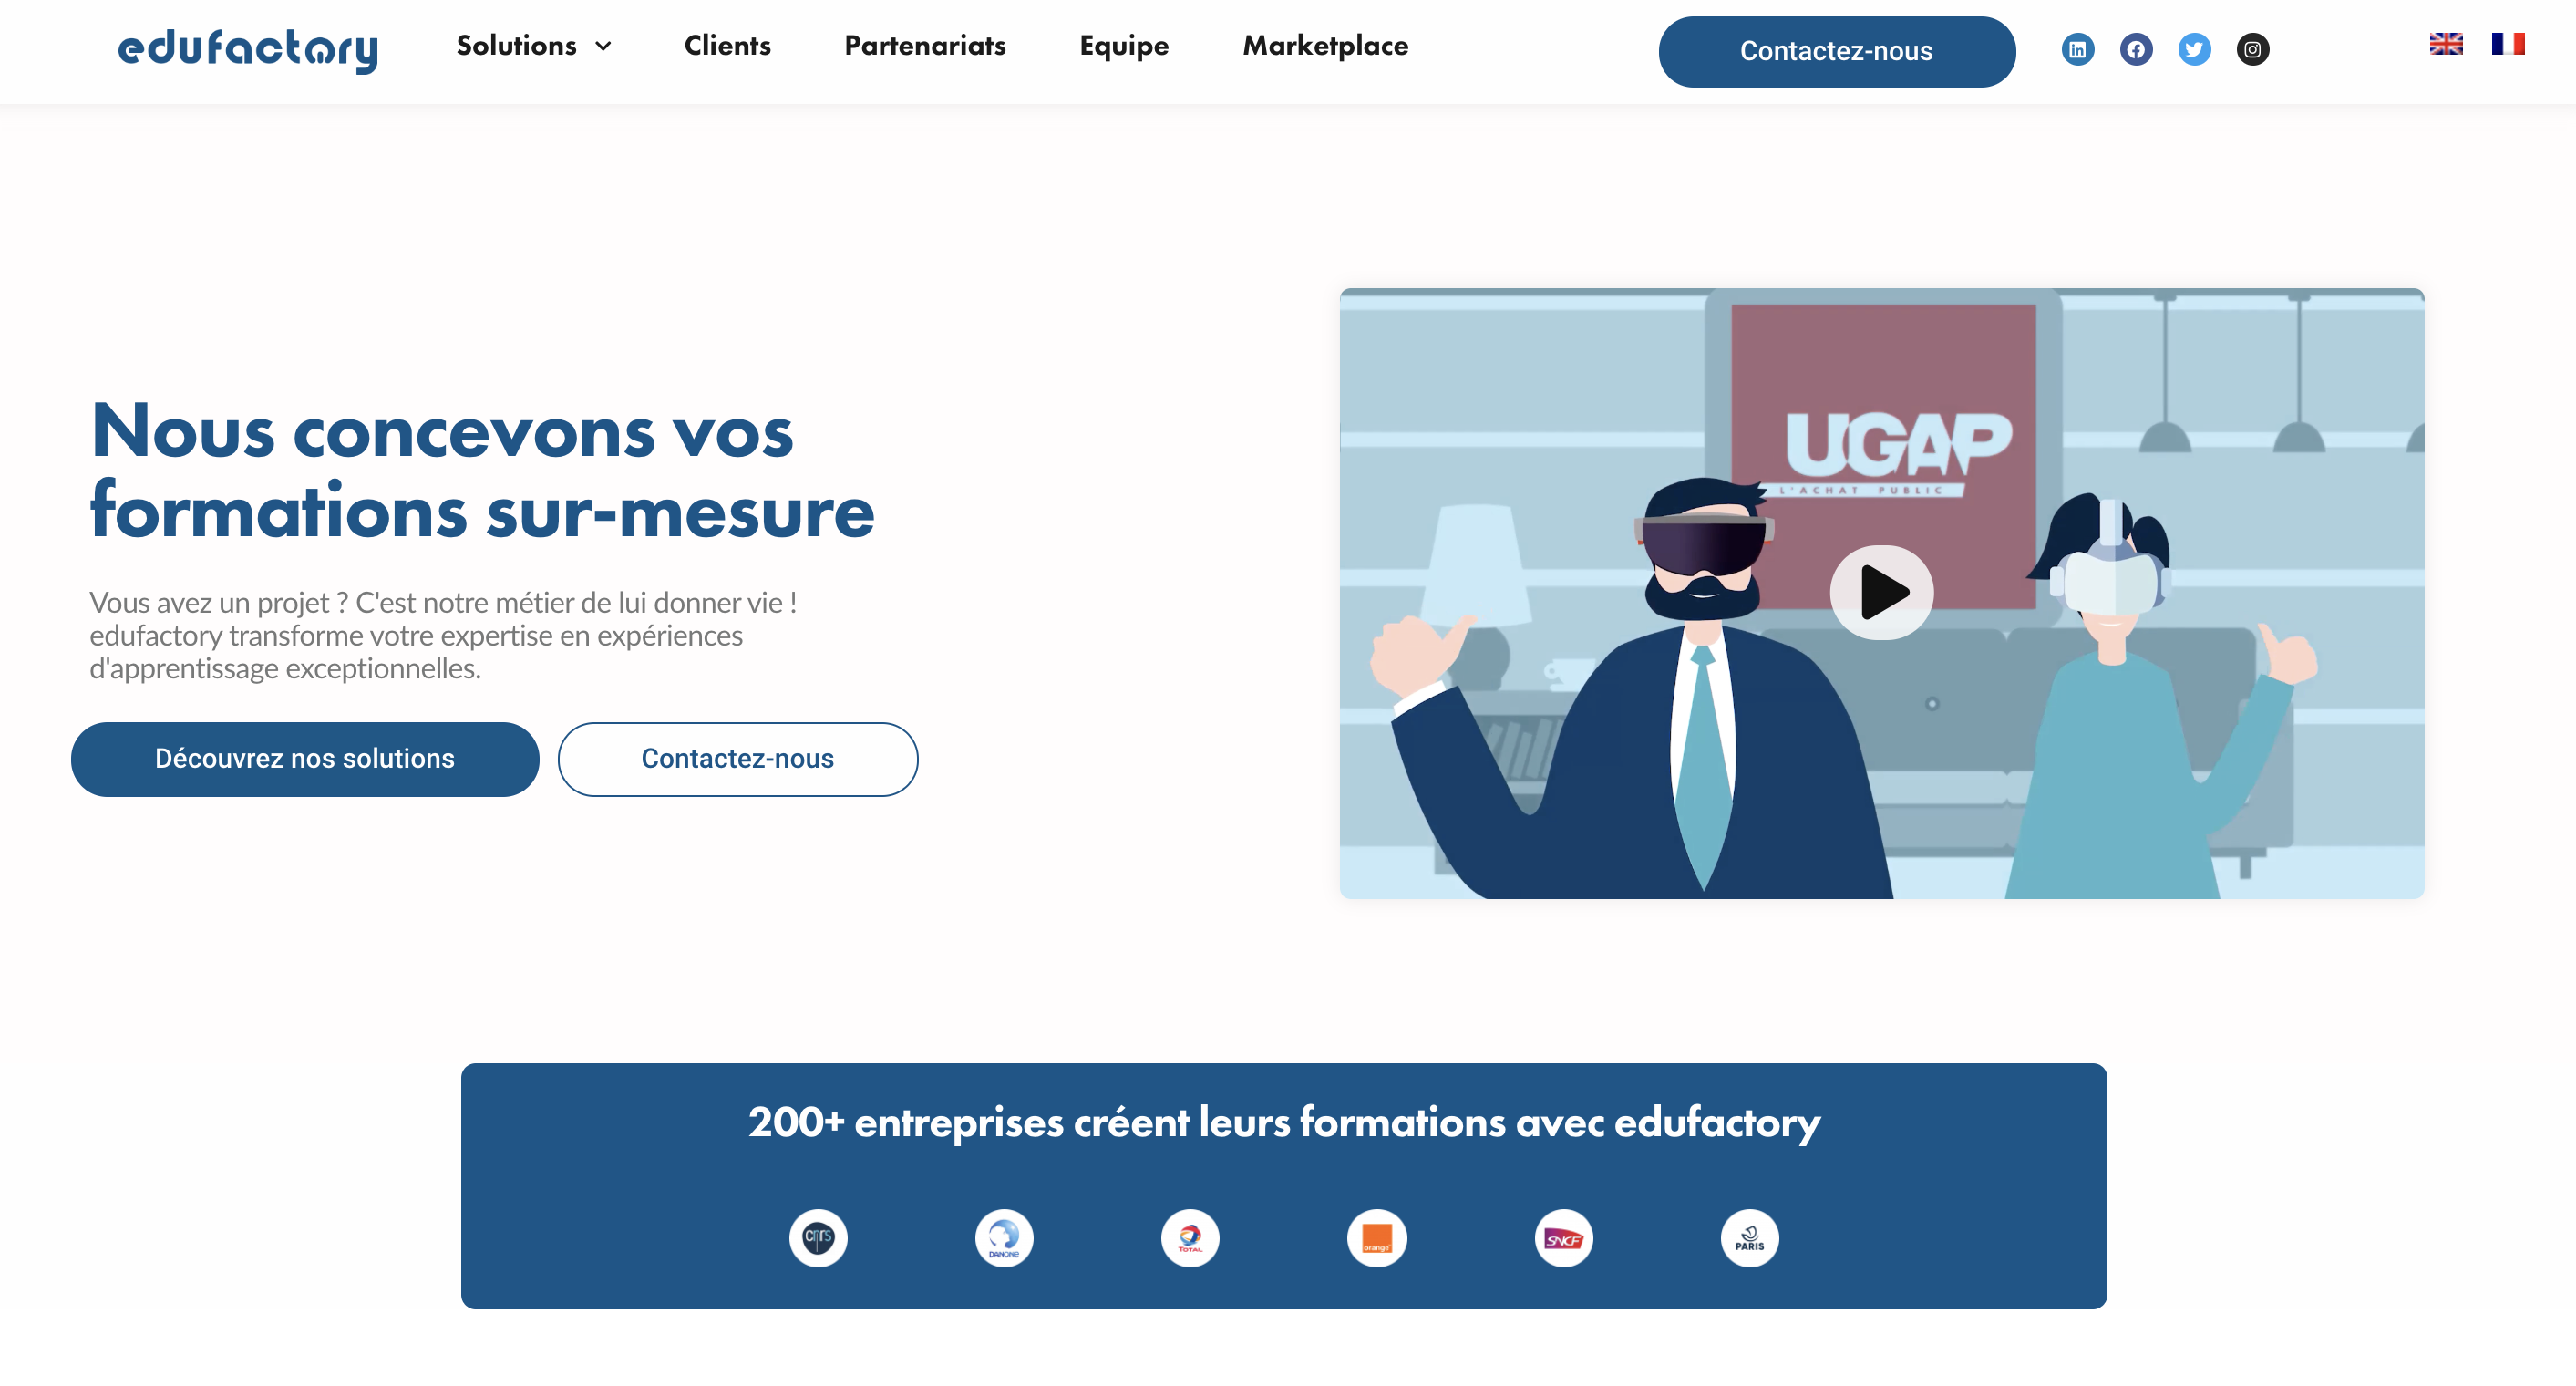 edufactory
Solutions
Clients
Partenariats
Equipe
Marketplace
Contactez-nous
Nous concevons vos
formations sur-mesure
Vous avez un projet ? C'est notre métier de lui donner vie !
edufactory transforme votre expertise en expériences
d'apprentissage exceptionnelles.
Découvrez nos solutions
Contactez-nous
UGAP
L'ACHAT PUBLIC
200+ entreprises créent leurs formations avec edufactory
cnrs
DANONE
TOTAL
orange
SNCF
PARIS